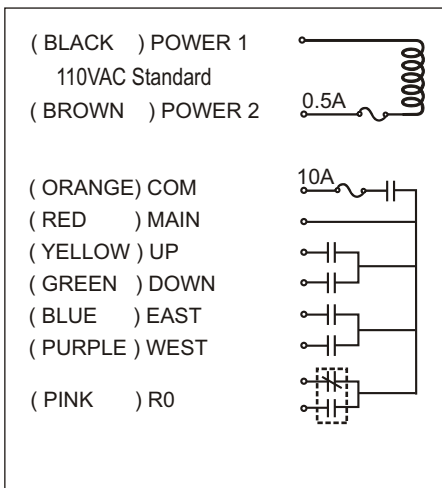 ( BLACK ) POWER 1
110VAC Standard
( BROWN ) POWER 2 0.5A
( ORANGE) COM 10A
( RED ) MAIN
( YELLOW ) UP
( GREEN ) DOWN
( BLUE ) EAST
( PURPLE ) WEST
( PINK ) R0